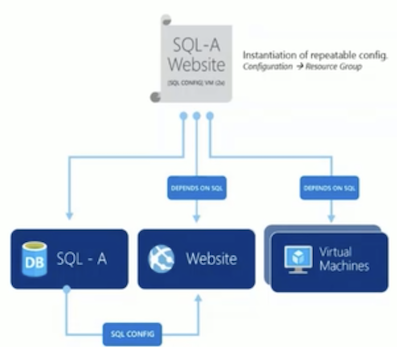 SQL-A
Website
(SQL CONFIG) VM (2x)
Instantiation of repeatable config.
Configuration → Resource Group
DEPENDS ON SQL
DEPENDS ON SQL
DB
SQL - A
Website
Virtual
Machines
SQL CONFIG